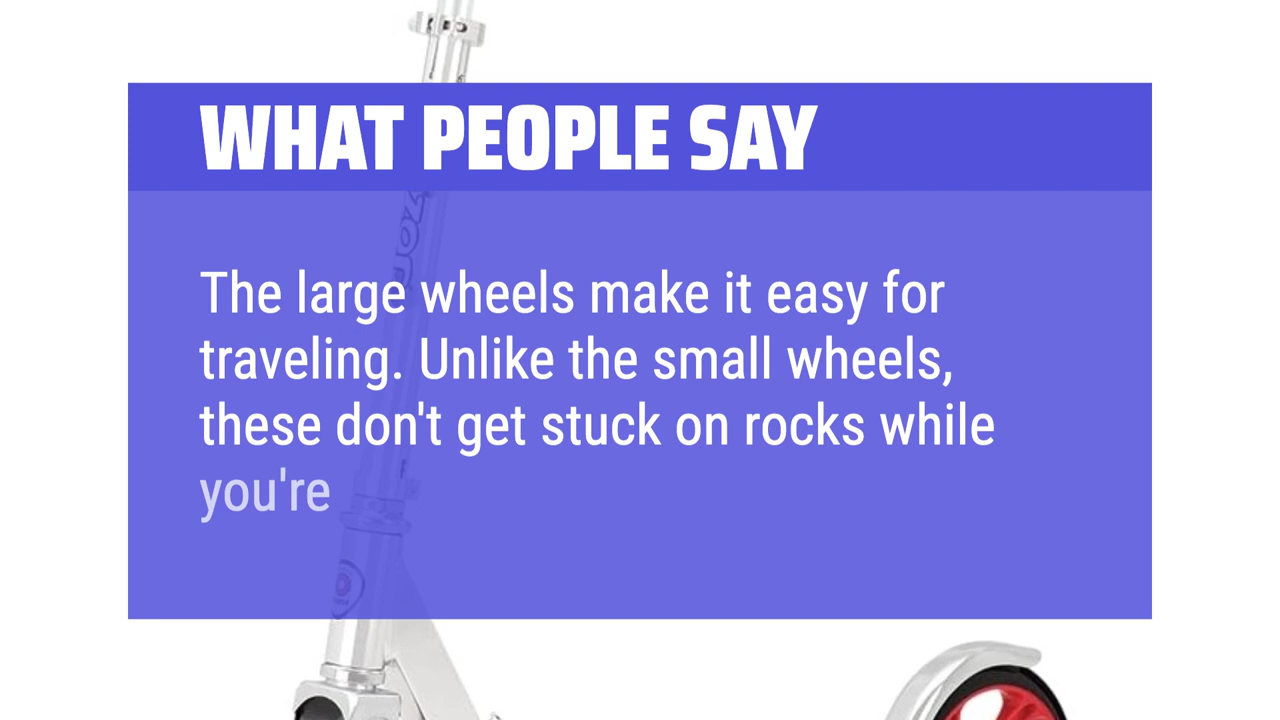 WHAT PEOPLE SAY
The large wheels make it easy for
traveling. Unlike the small wheels,
these don't get stuck on rocks while
you're